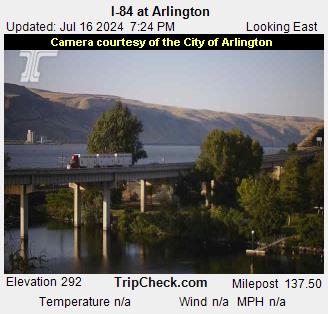 I-84 at Arlington
Updated: Jul 16 2024 7:24 PM Looking East
Camera courtesy of the City of Arlington
Elevation 292 TripCheck.com Milepost 137.50
Temperature n/a Wind n/a MPH n/a